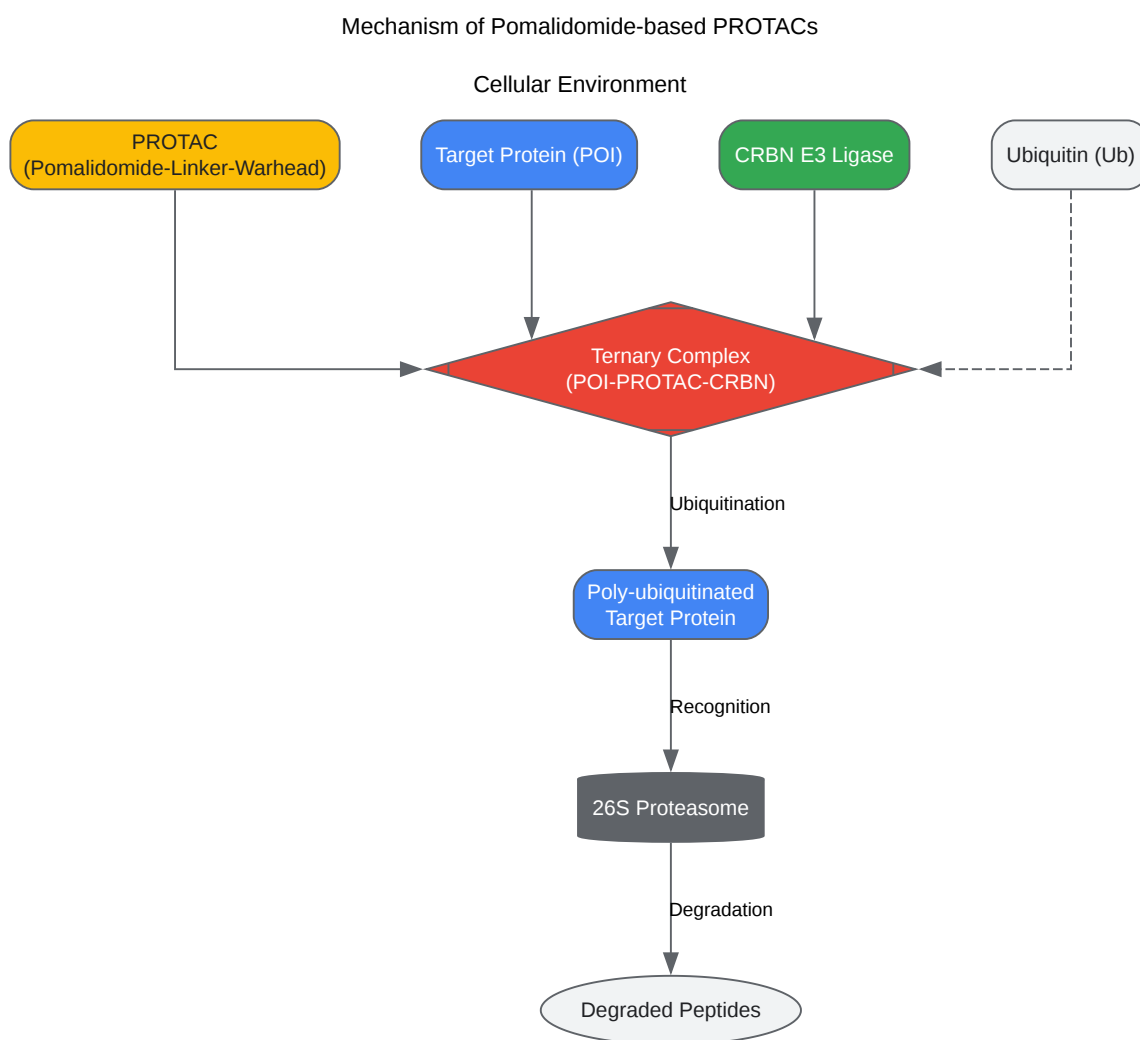 Mechanism of Pomalidomide-based PROTACs
Cellular Environment
PROTAC
(Pomalidomide-Linker-Warhead)
Target Protein (POI)
CRBN E3 Ligase
Ubiquitin (Ub)
Ternary Complex
(POI-PROTAC-CRBN)
Ubiquitination
Poly-ubiquitinated
Target Protein
Recognition
26S Proteasome
Degradation
Degraded Peptides